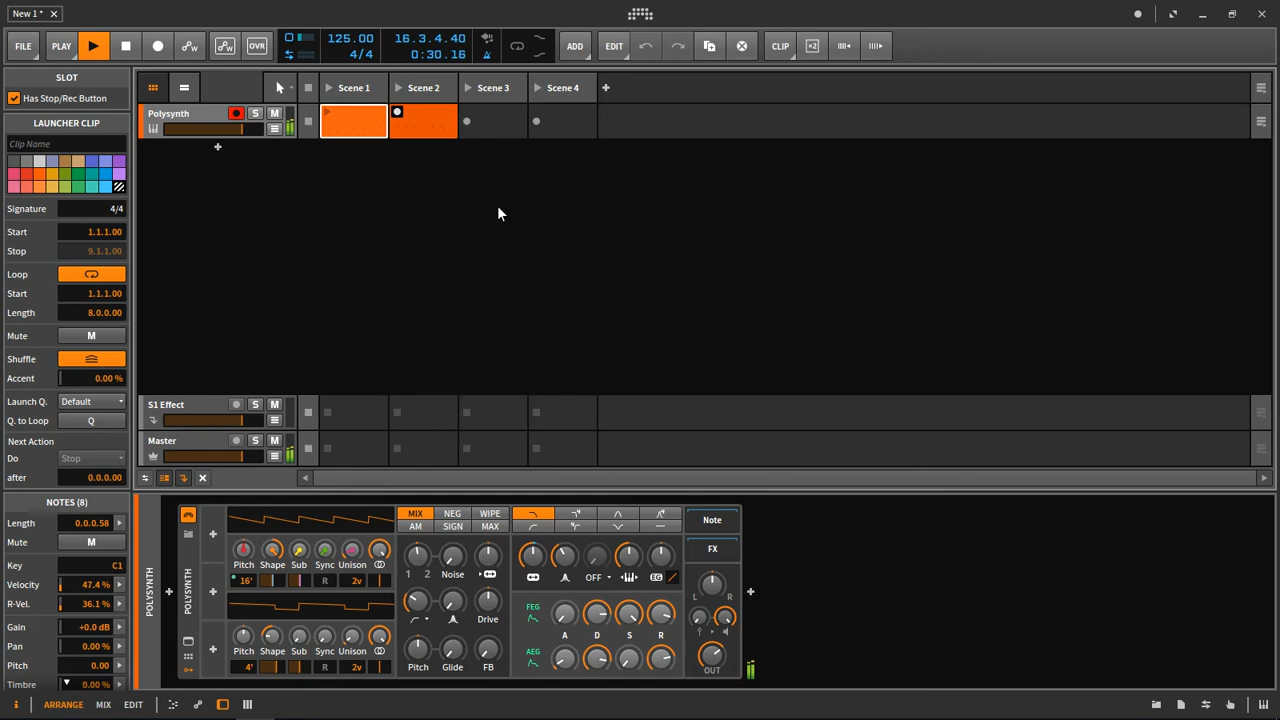 New 1 *
FILE PLAY OVR 125.00 4/4 16.3.4.40 0:30.16 ADD EDIT CLIP ×2
SLOT
Has Stop/Rec Button
LAUNCHER CLIP
Clip Name
Signature 4/4
Start 1.1.1.00
Stop 9.1.1.00
Loop
Start 1.1.1.00
Length 8.0.0.00
Mute M
Shuffle
Accent 0.00 %
Launch Q. Default
Q. to Loop Q
Next Action
Do Stop
after 0.0.0.00
Scene 1 Scene 2 Scene 3 Scene 4
Polysynth S M
S1 Effect S M
Master S M
NOTES (8)
Length 0.0.0.58
Mute M
Key C1
Velocity 47.4 %
R-Vel. 36.1 %
Gain +0.0 dB
Pan 0.00 %
Pitch 0.00
Timbre 0.00 %
POLYSYNTH
POLYSYNTH
Pitch Shape Sub Sync Unison
16' R 2v
Pitch Shape Sub Sync Unison
4' R 2v
MIX NEG WIPE
AM SIGN MAX
1 2 Noise
Drive
Pitch Glide FB
OFF EG
FEG
A D S R
AEG
Note
FX
L R
OUT
i ARRANGE MIX EDIT